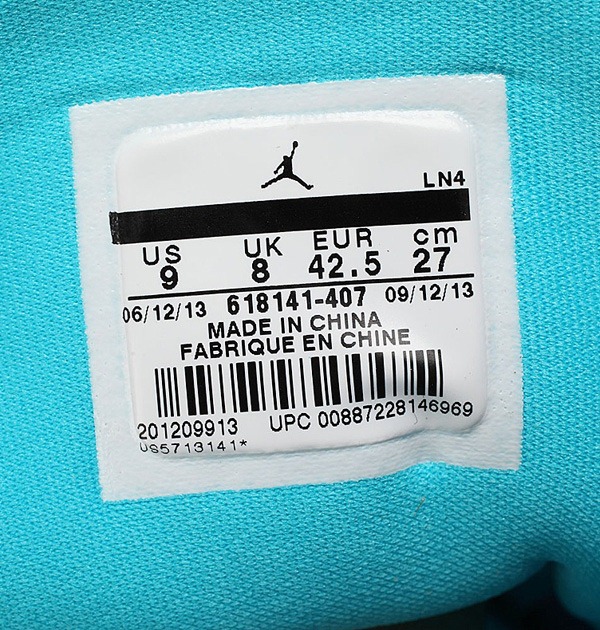 LN4
US UK EUR cm
9 8 42.5 27
06/12/13 618141-407 09/12/13
MADE IN CHINA
FABRIQUE EN CHINE
201209913 UPC 00887228146969
US5713141*